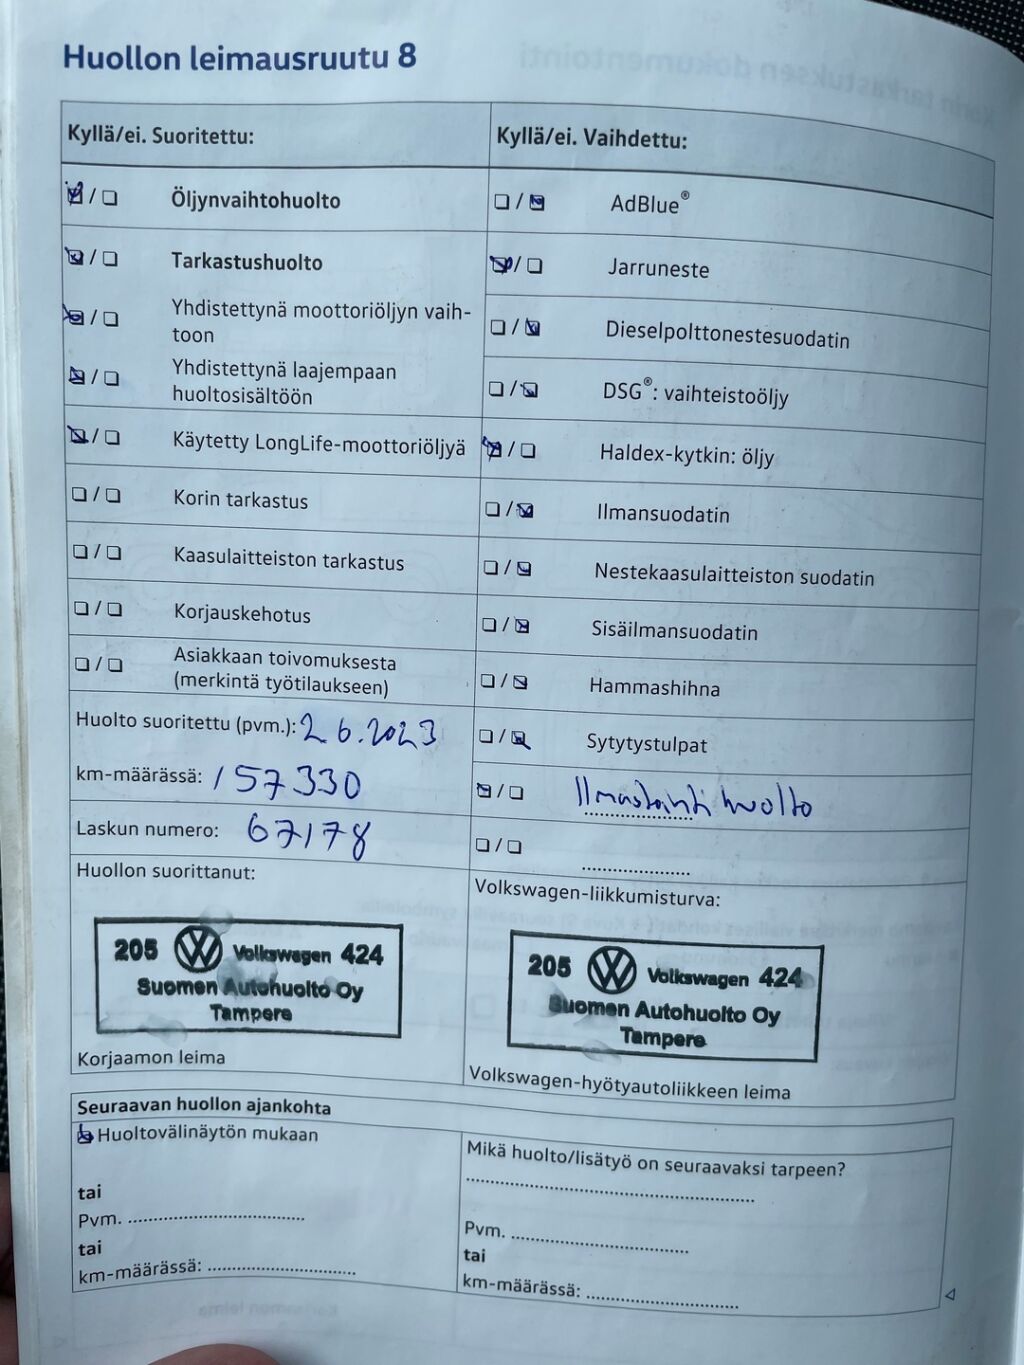 Huollon leimausruutu 8
Kyllä/ei. Suoritettu:
☑ / ☐ Öljynvaihtohuolto
☑ / ☐ Tarkastushuolto
☑ / ☐ Yhdistettynä moottoriöljyn vaih-
toon
☑ / ☐ Yhdistettynä laajempaan
huoltosisältöön
☑ / ☐ Käytetty LongLife-moottoriöljyä
☐ / ☐ Korin tarkastus
☐ / ☐ Kaasulaitteiston tarkastus
☐ / ☐ Korjauskehotus
☐ / ☐ Asiakkaan toivomuksesta
(merkintä työtilaukseen)
Huolto suoritettu (pvm.): 2.6.2023
km-määrässä: 157330
Laskun numero: 67178
Huollon suorittanut:
205 Volkswagen 424
Suomen Autohuolto Oy
Tampere
Korjaamon leima
Kyllä/ei. Vaihdettu:
☐ / ☑ AdBlue®
☑ / ☐ Jarruneste
☐ / ☑ Dieselpolttonestesuodatin
☐ / ☑ DSG®: vaihteistoöljy
☑ / ☐ Haldex-kytkin: öljy
☐ / ☑ Ilmansuodatin
☐ / ☑ Nestekaasulaitteiston suodatin
☐ / ☑ Sisäilmansuodatin
☐ / ☑ Hammashihna
☐ / ☑ Sytytystulpat
☑ / ☐ Ilmastointihuolto
☐ / ☐ ....................
Volkswagen-liikkumisturva:
205 Volkswagen 424
Suomen Autohuolto Oy
Tampere
Volkswagen-hyötyautoliikkeen leima
Seuraavan huollon ajankohta
☑ Huoltovälinäytön mukaan
tai
Pvm. ................................
tai
km-määrässä: ...........................
Mikä huolto/lisätyö on seuraavaksi tarpeen?
....................................................
Pvm. ................................
tai
km-määrässä: ...........................